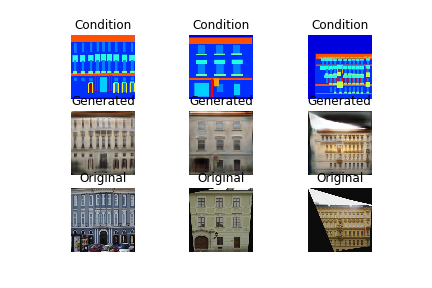 Condition Condition Condition
Generated Generated Generated
Original Original Original